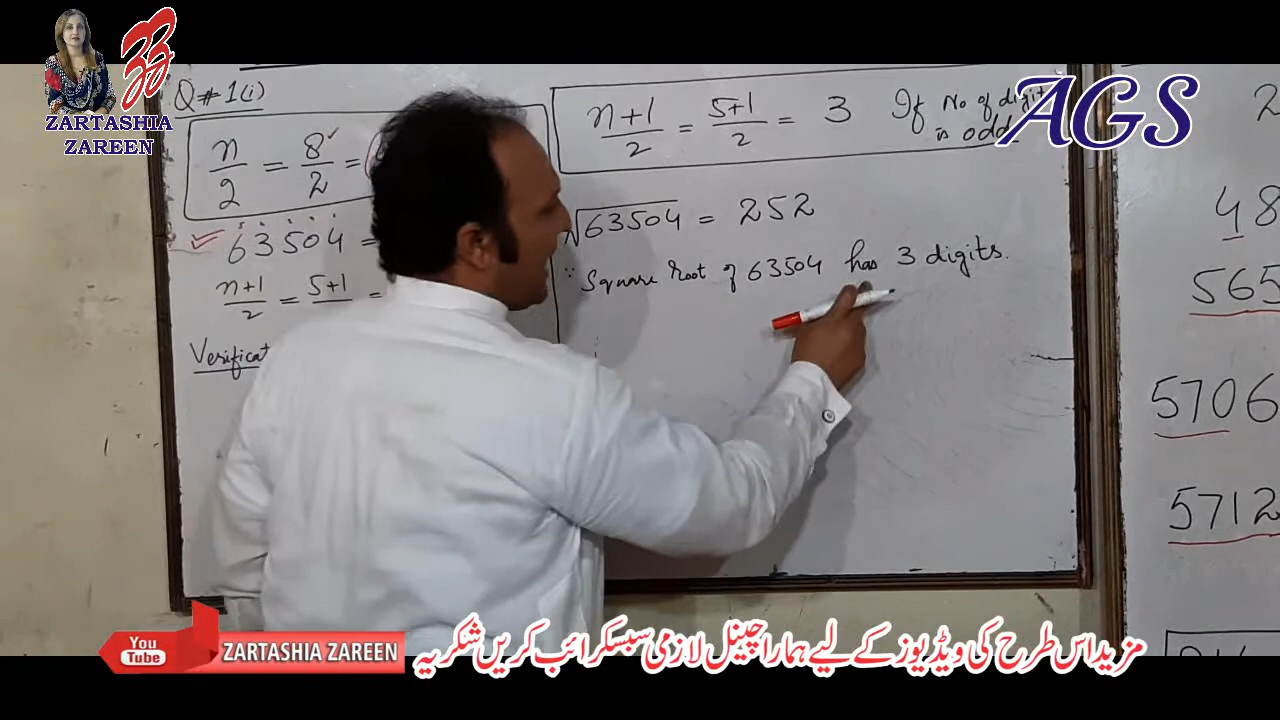 ZARTASHIA
ZAREEN
AGS
Q # 1(i)
n/2 = 8/2 =
63504 =
n+1/2 = 5+1/2 =
Verificat
n+1/2 = 5+1/2 = 3 If No of digit
is odd
√63504 = 252
∵ Square root of 63504 has 3 digits.
2
48
565
5706
5712
You
Tube
ZARTASHIA ZAREEN
مزید اس طرح کی ویڈیوز کے لیے ہمارا چینل لازمی سبسکرائب کریں شکریہ